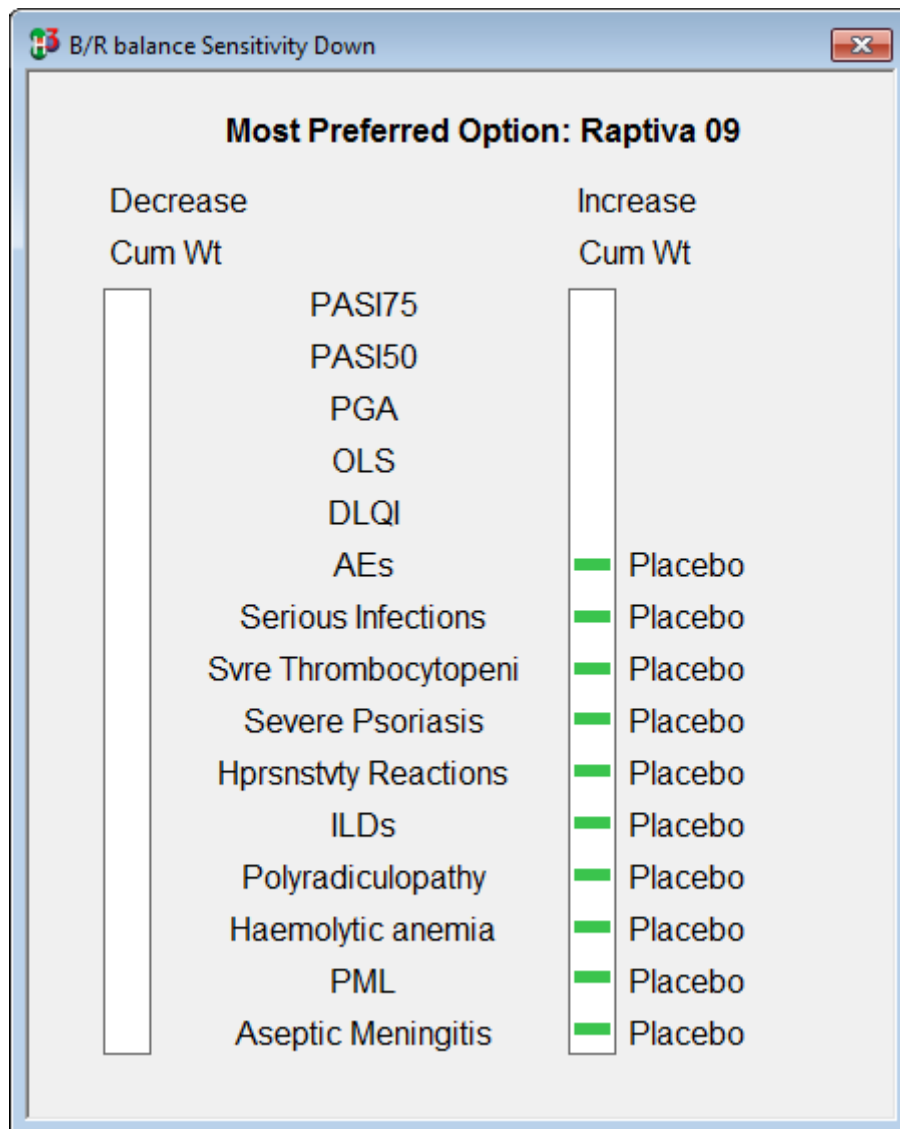 B/R balance Sensitivity Down
Most Preferred Option: Raptiva 09
Decrease Increase
Cum Wt Cum Wt
PASI75
PASI50
PGA
OLS
DLQI
AEs Placebo
Serious Infections Placebo
Svre Thrombocytopeni Placebo
Severe Psoriasis Placebo
Hprsnstvty Reactions Placebo
ILDs Placebo
Polyradiculopathy Placebo
Haemolytic anemia Placebo
PML Placebo
Aseptic Meningitis Placebo